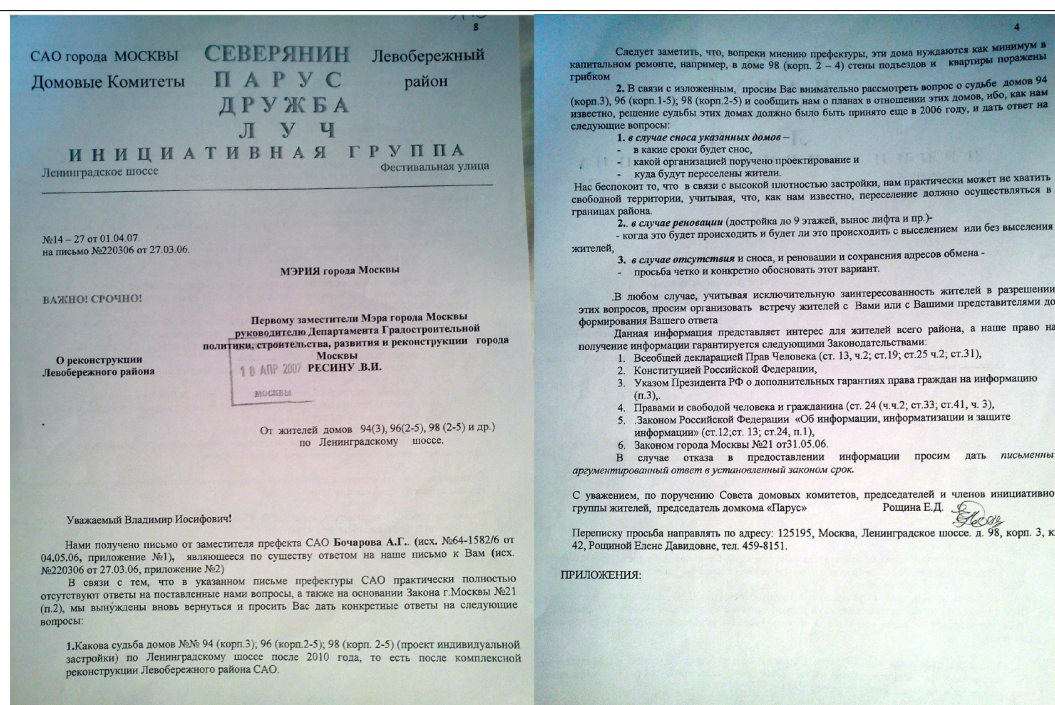 8
САО города МОСКВЫ СЕВЕРЯНИН Левобережный
Домовые Комитеты ПАРУС район
ДРУЖБА
ЛУЧ
ИНИЦИАТИВНАЯ ГРУППА
Ленинградское шоссе Фестивальная улица
№14 – 27 от 01.04.07
на письмо №220306 от 27.03.06.
МЭРИЯ города Москвы
ВАЖНО! СРОЧНО!
Первому заместители Мэра города Москвы
руководителю Департамента Градостроительной
политики, строительства, развития и реконструкции города
О реконструкции Москвы
Левобережного района РЕСИНУ .В.И.
18 АПР 2007
МОСКВЫ
От жителей домов 94(3), 96(2-5), 98 (2-5) и др.)
по Ленинградскому шоссе.
Уважаемый Владимир Иосифович!
Нами получено письмо от заместителя префекта САО Бочарова А.Г.. (исх. №64-1582/6 от
04.05.06, приложение №1), являющееся по существу ответом на наше письмо к Вам (исх.
№220306 от 27.03.06, приложение №2)
В связи с тем, что в указанном письме префектуры САО практически полностью
отсутствуют ответы на поставленные нами вопросы, а также на основании Закона г.Москвы №21
(п.2), мы вынуждены вновь вернуться и просить Вас дать конкретные ответы на следующие
вопросы:
1.Какова судьба домов №№ 94 (корп.3); 96 (корп.2-5); 98 (корп. 2-5) (проект индивидуальной
застройки) по Ленинградскому шоссе после 2010 года, то есть после комплексной
реконструкции Левобережного района САО.
4
Следует заметить, что, вопреки мнению префектуры, эти дома нуждаются как минимум в
капитальном ремонте, например, в доме 98 (корп. 2 – 4) стены подъездов и квартиры поражены
грибком
2. В связи с изложенным, просим Вас внимательно рассмотреть вопрос о судьбе домов 94
(корп.3), 96 (корп.1-5); 98 (корп.2-5) и сообщить нам о планах в отношении этих домов, ибо, как нам
известно, решение судьбы этих домах должно было быть принято еще в 2006 году, и дать ответ на
следующие вопросы:
1. в случае сноса указанных домов –
- в какие сроки будет снос,
- какой организацией поручено проектирование и
- куда будут переселены жители.
Нас беспокоит то, что в связи с высокой плотностью застройки, нам практически может не хватить
свободной территории, учитывая, что, как нам известно, переселение должно осуществляться в
границах района.
2.. в случае реновации (достройка до 9 этажей, вынос лифта и пр.)-
- когда это будет происходить и будет ли это происходить с выселением или без выселения
жителей,
3. в случае отсутствия и сноса, и реновации и сохранения адресов обмена -
- просьба четко и конкретно обосновать этот вариант.
.В любом случае, учитывая исключительную заинтересованность жителей в разрешении
этих вопросов, просим организовать встречу жителей с Вами или с Вашими представителями до
формирования Вашего ответа
Данная информация представляет интерес для жителей всего района, а наше право на
получение информации гарантируется следующими Законодательствами:
1. Всеобщей декларацией Прав Человека (ст. 13, ч.2; ст.19; ст.25 ч.2; ст.31),
2. Конституцией Российской Федерации,
3. Указом Президента РФ о дополнительных гарантиях права граждан на информацию
(п.3),.
4. Правами и свободой человека и гражданина (ст. 24 (ч.ч.2; ст.33; ст.41, ч. 3),
5. .Законом Российской Федерации «Об информации, информатизации и защите
информации» (ст.12;ст. 13; ст.24, п.1),
6. Законом города Москвы №21 от31.05.06.
В случае отказа в предоставлении информации просим дать письменны
аргументированный ответ в установленный законом срок.
С уважением, по поручению Совета домовых комитетов, председателей и членов инициативно
группы жителей, председатель домкома «Парус» Рощина Е.Д.
Переписку просьба направлять по адресу: 125195, Москва, Ленинградское шоссе. д. 98, корп. 3, к
42, Рощиной Елене Давидовне, тел. 459-8151.
ПРИЛОЖЕНИЯ: